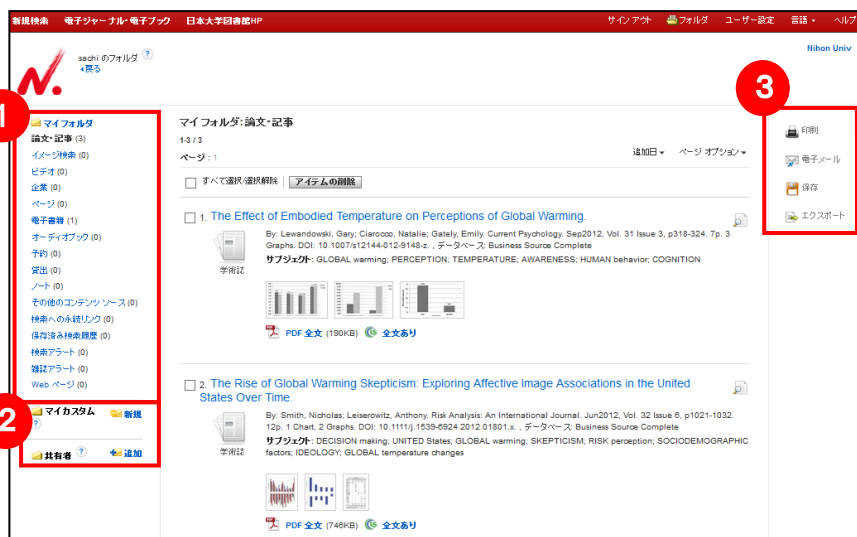 新規検索 電子ジャーナル・電子ブック 日本大学図書館HP サインアウト フォルダ ユーザー設定 言語 ヘルプ
sachi のフォルダ ?
戻る
Nihon Univ
N.
1
マイフォルダ
論文・記事 (3)
イメージ検索 (0)
ビデオ (0)
企業 (0)
ページ (0)
電子書籍 (1)
オーディオブック (0)
予約 (0)
貸出 (0)
ノート (0)
その他のコンテンツ ソース (0)
検索への永続リンク (0)
保存済み検索履歴 (0)
検索アラート (0)
雑誌アラート (0)
Web ページ (0)
2
マイカスタム 新規
?
共有者 ? 追加
マイフォルダ: 論文・記事
1-3 / 3
ページ: 1
追加日 ページ オプション
すべて選択/選択解除 アイテムの削除
1. The Effect of Embodied Temperature on Perceptions of Global Warming.
By: Lewandowski, Gary; Ciarocco, Natalie; Gately, Emily. Current Psychology. Sep2012, Vol. 31 Issue 3, p318-324. 7p. 3
Graphs. DOI: 10.1007/s12144-012-9148-z. , データベース: Business Source Complete
サブジェクト: GLOBAL warming; PERCEPTION; TEMPERATURE; AWARENESS; HUMAN behavior; COGNITION
学術誌
PDF 全文 (190KB) 全文あり
2. The Rise of Global Warming Skepticism: Exploring Affective Image Associations in the United
States Over Time.
By: Smith, Nicholas; Leiserowitz, Anthony. Risk Analysis: An International Journal. Jun2012, Vol. 32 Issue 6, p1021-1032.
12p. 1 Chart, 2 Graphs. DOI: 10.1111/j.1539-6924.2012.01801.x. , データベース: Business Source Complete
サブジェクト: DECISION making; UNITED States; GLOBAL warming; SKEPTICISM; RISK perception; SOCIODEMOGRAPHIC
factors; IDEOLOGY; GLOBAL temperature changes
学術誌
PDF 全文 (746KB) 全文あり
3
印刷
電子メール
保存
エクスポート